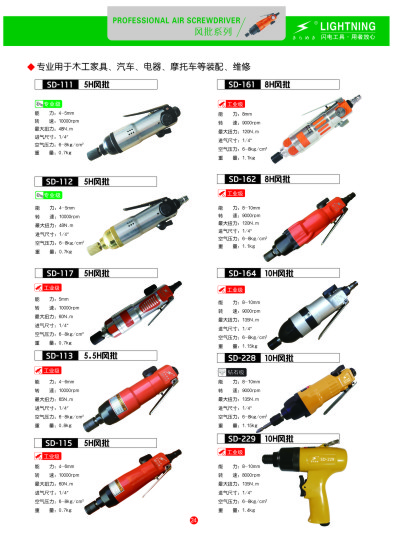 PROFESSIONAL AIR SCREWDRIVER
风批系列
LIGHTNING
闪电工具·用者放心
◆专业用于木工家具、汽车、电器、摩托车等装配、维修
SD-111 5H风批
专业级
能 力：4-5mm
转 速：10000rpm
最大扭力：48N.m
进气尺寸：1/4"
空气压力：6-8kg/cm²
重 量：0.7kg
SD-112 5H风批
专业级
能 力：4-5mm
转 速：10000rpm
最大扭力：48N.m
进气尺寸：1/4"
空气压力：6-8kg/cm²
重 量：0.7kg
SD-117 5H风批
工业级
能 力：5mm
转 速：10000rpm
最大扭力：60N.m
进气尺寸：1/4"
空气压力：6-8kg/cm²
重 量：0.7kg
SD-113 5.5H风批
工业级
能 力：4-6mm
转 速：10000rpm
最大扭力：65N.m
进气尺寸：1/4"
空气压力：6-8kg/cm²
重 量：0.8kg
SD-115 5H风批
工业级
能 力：4-6mm
转 速：10000rpm
最大扭力：60N.m
进气尺寸：1/4"
空气压力：6-8kg/cm²
重 量：0.7kg
SD-161 8H风批
工业级
能 力：8mm
转 速：9000rpm
最大扭力：120N.m
进气尺寸：1/4"
空气压力：6-8kg/cm²
重 量：1.1kg
SD-162 8H风批
工业级
能 力：8-10mm
转 速：9000rpm
最大扭力：120N.m
进气尺寸：1/4"
空气压力：6-8kg/cm²
重 量：1.1kg
SD-164 10H风批
工业级
能 力：8-10mm
转 速：8000rpm
最大扭力：135N.m
进气尺寸：1/4"
空气压力：6-8kg/cm²
重 量：1.15kg
SD-228 10H风批
钻石级
能 力：8-10mm
转 速：8000rpm
最大扭力：135N.m
进气尺寸：1/4"
空气压力：6-8kg/cm²
重 量：1.15kg
SD-229 10H风批
工业级
能 力：8-10mm
转 速：8000rpm
最大扭力：135N.m
进气尺寸：1/4"
空气压力：6-8kg/cm²
重 量：1.4kg
SD-229